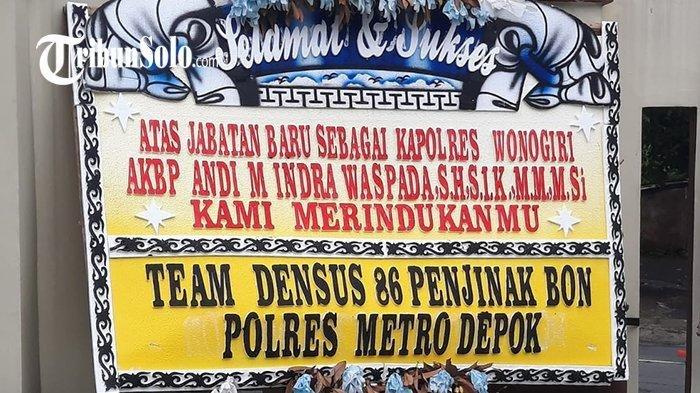 TribunSolo.com
Selamat & Sukses
ATAS JABATAN BARU SEBAGAI KAPOLRES WONOGIRI
AKBP ANDI M INDRA WASPADA,S,H,S,I,K,.M,M,M,Si
KAMI MERINDUKANMU
TEAM DENSUS 86 PENJINAK BON
POLRES METRO DEPOK